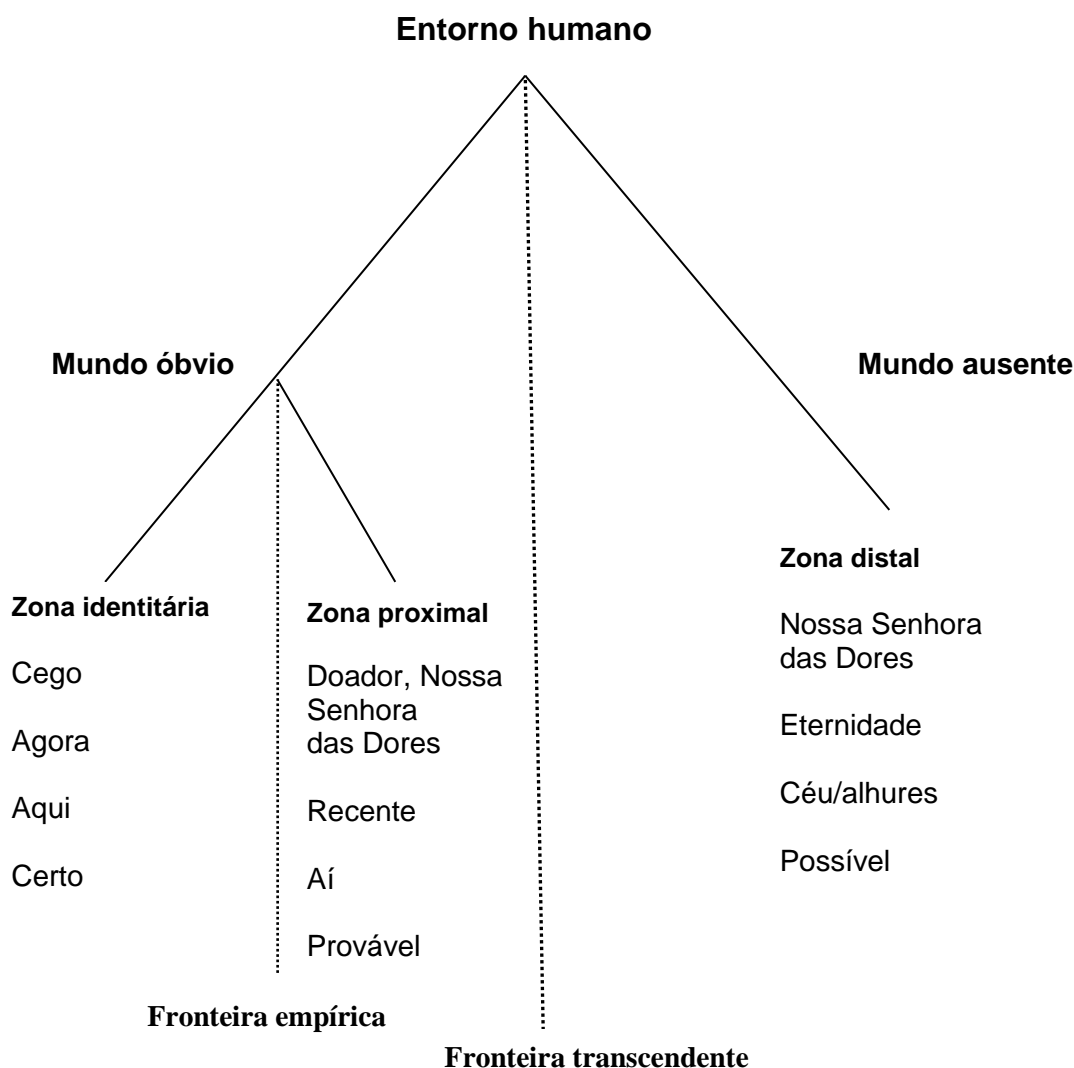 Entorno humano
Mundo óbvio
Mundo ausente
Zona identitária
Cego
Agora
Aqui
Certo
Zona proximal
Doador, Nossa
Senhora
das Dores
Recente
Aí
Provável
Zona distal
Nossa Senhora
das Dores
Eternidade
Céu/alhures
Possível
Fronteira empírica
Fronteira transcendente